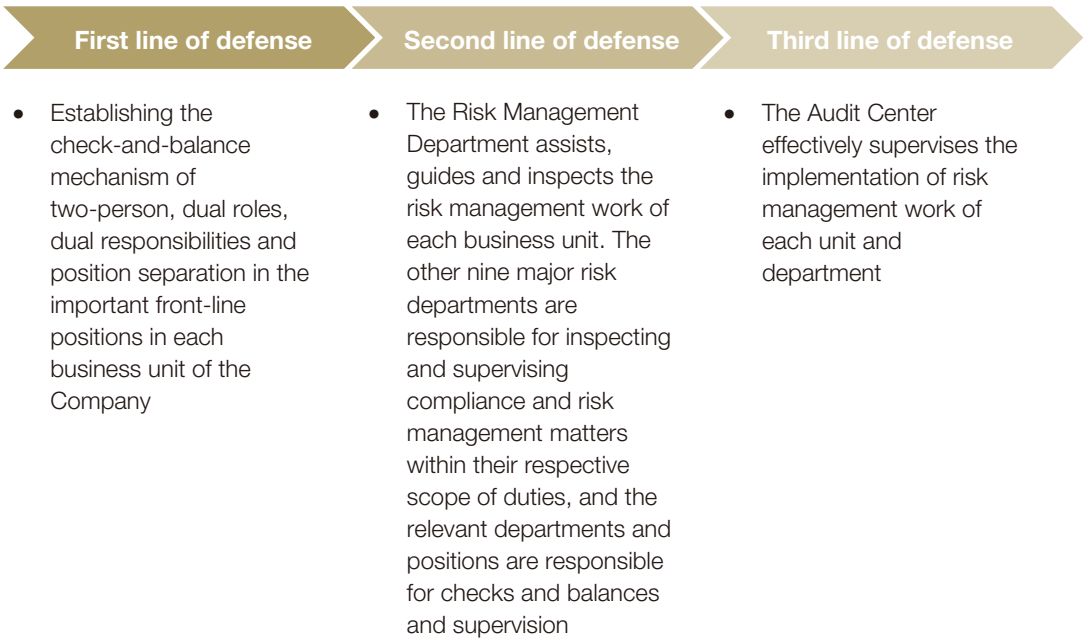 First line of defense
Second line of defense
Third line of defense
• Establishing the
check-and-balance
mechanism of
two-person, dual roles,
dual responsibilities and
position separation in the
important front-line
positions in each
business unit of the
Company
• The Risk Management
Department assists,
guides and inspects the
risk management work of
each business unit. The
other nine major risk
departments are
responsible for inspecting
and supervising
compliance and risk
management matters
within their respective
scope of duties, and the
relevant departments and
positions are responsible
for checks and balances
and supervision
• The Audit Center
effectively supervises the
implementation of risk
management work of
each unit and
department